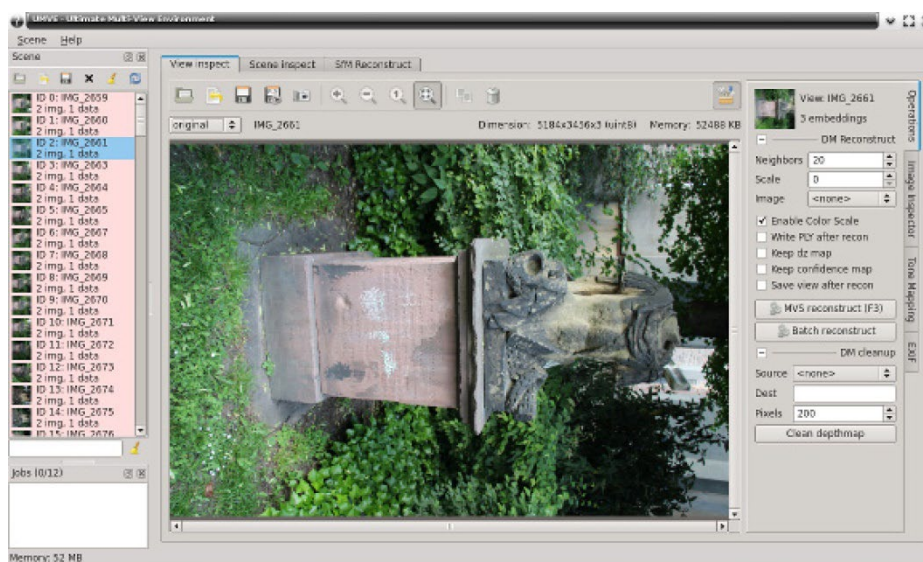 UMVE - Ultimate Multi-View Environment
Scene Help
Scene
ID 0: IMG_2659
2 img, 1 data
ID 1: IMG_2660
2 img, 1 data
ID 2: IMG_2661
2 img, 1 data
ID 3: IMG_2663
2 img, 1 data
ID 4: IMG_2664
2 img, 1 data
ID 5: IMG_2665
2 img, 1 data
ID 6: IMG_2667
2 img, 1 data
ID 7: IMG_2668
2 img, 1 data
ID 8: IMG_2669
2 img, 1 data
ID 9: IMG_2670
2 img, 1 data
ID 10: IMG_2671
2 img, 1 data
ID 11: IMG_2672
2 img, 1 data
ID 12: IMG_2673
2 img, 1 data
ID 13: IMG_2674
2 img, 1 data
ID 14: IMG_2675
2 img, 1 data
ID 15: IMG_2676
Jobs (0/12)
Memory: 52 MB
View inspect Scene inspect SfM Reconstruct
original IMG_2661 Dimension: 5184x3456x3 (uint8) Memory: 52488 KB
View: IMG_2661
3 embeddings
DM Reconstruct
Neighbors 20
Scale 0
Image <none>
Enable Color Scale
Write PLY after recon
Keep dz map
Keep confidence map
Save view after recon
MVS reconstruct (F3)
Batch reconstruct
DM cleanup
Source <none>
Dest
Pixels 200
Clean depthmap
Operations
Image Inspector
Tone Mapping
EXIF